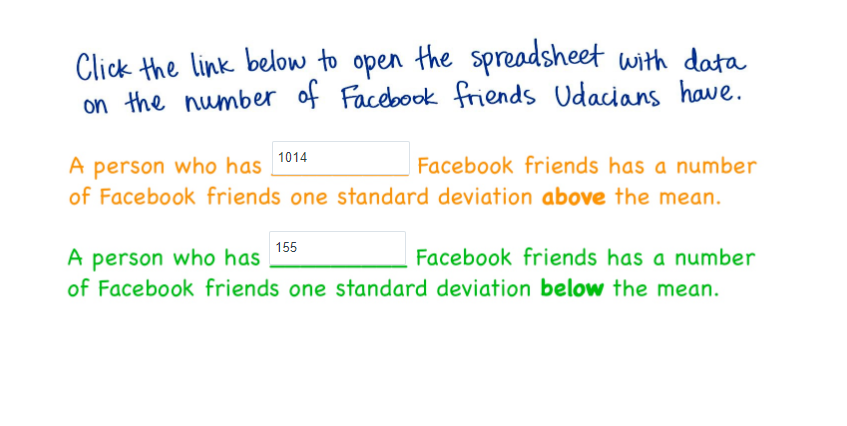 Click the link below to open the spreadsheet with data
on the number of Facebook friends Udacians have.
A person who has 1014 Facebook friends has a number
of Facebook friends one standard deviation above the mean.
A person who has 155 Facebook friends has a number
of Facebook friends one standard deviation below the mean.